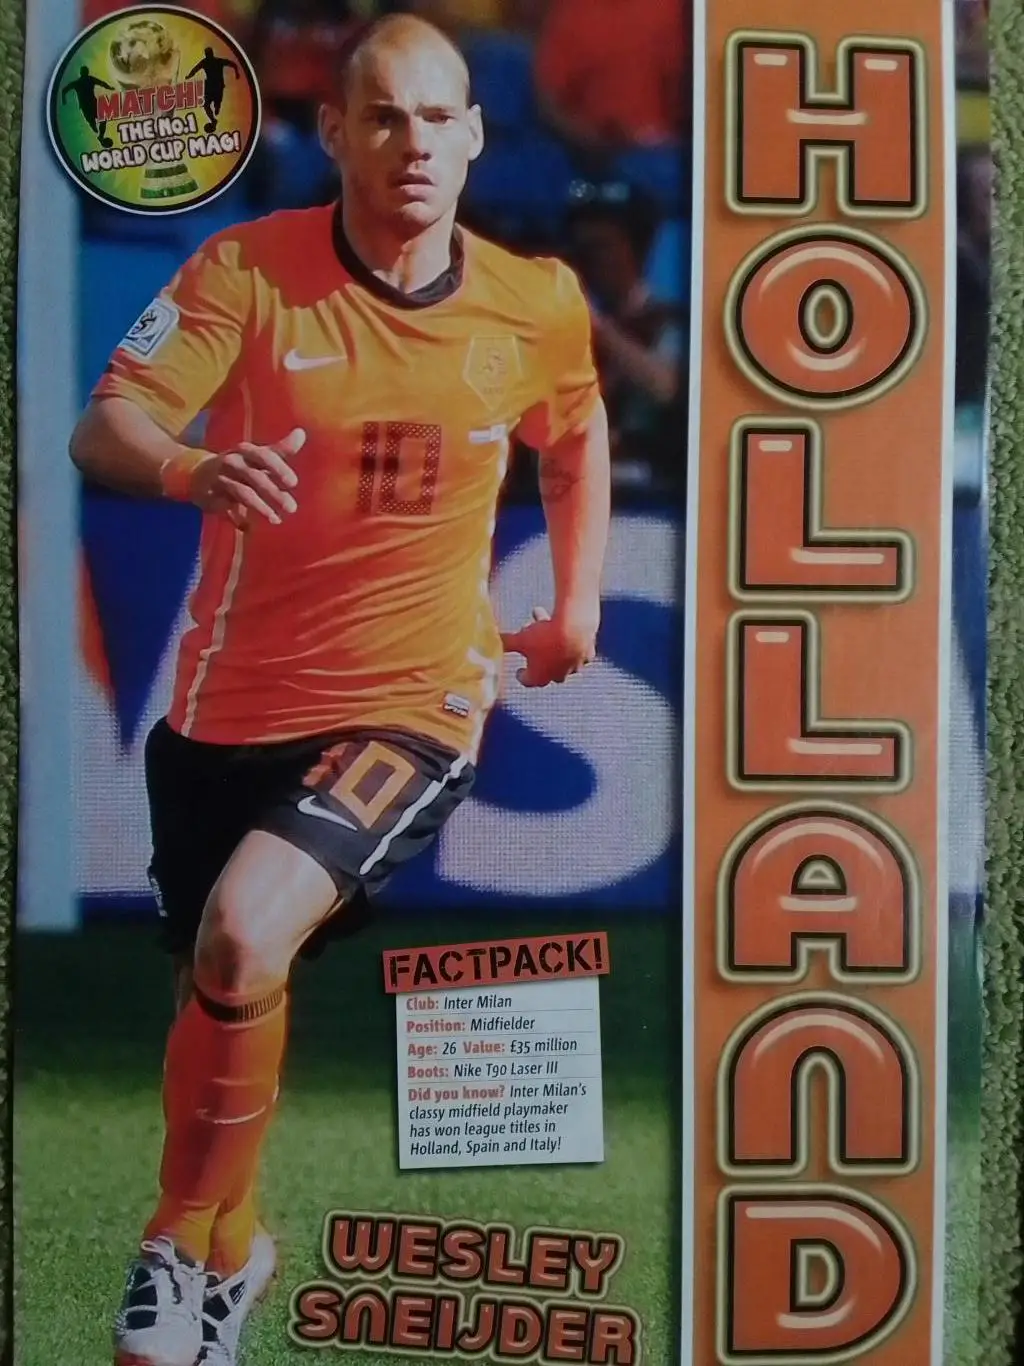 MATCH!
THE No.1
WORLD CUP MAG!
HOLLAND
10
10
FACTPACK!
Club: Inter Milan
Position: Midfielder
Age: 26 Value: £35 million
Boots: Nike T90 Laser III
Did you know? Inter Milan's
classy midfield playmaker
has won league titles in
Holland, Spain and Italy!
WESLEY
SNEIJDER